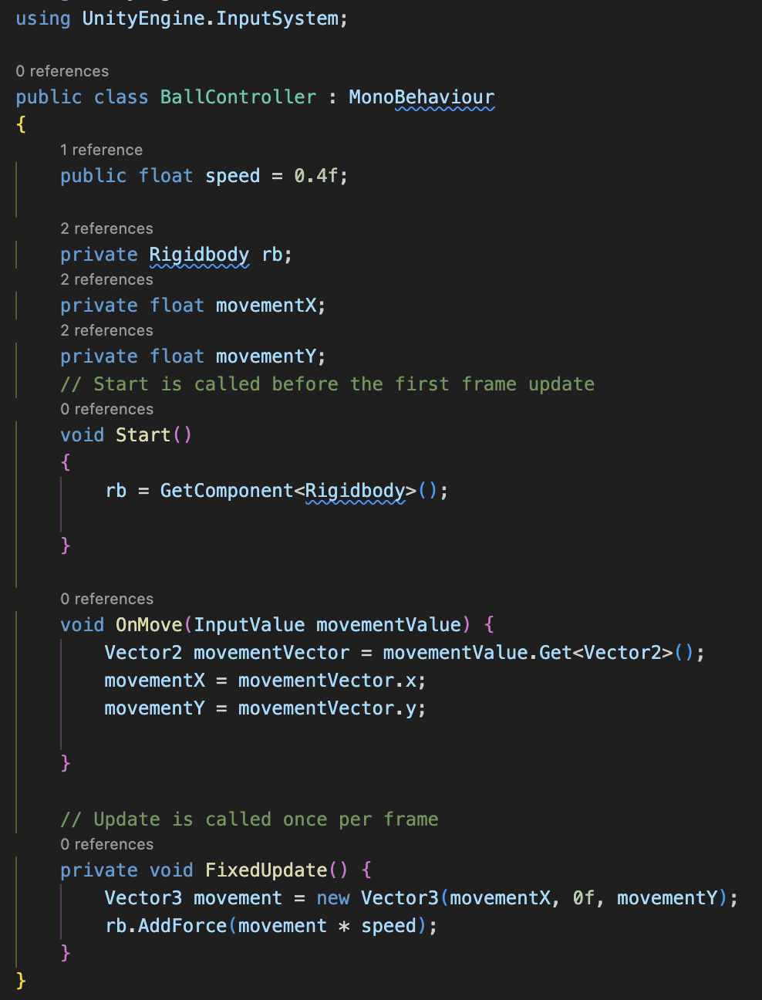 using UnityEngine.InputSystem;
0 references
public class BallController : MonoBehaviour
{
1 reference
public float speed = 0.4f;
2 references
private Rigidbody rb;
2 references
private float movementX;
2 references
private float movementY;
// Start is called before the first frame update
0 references
void Start()
{
rb = GetComponent<Rigidbody>();
}
0 references
void OnMove(InputValue movementValue) {
Vector2 movementVector = movementValue.Get<Vector2>();
movementX = movementVector.x;
movementY = movementVector.y;
}
// Update is called once per frame
0 references
private void FixedUpdate() {
Vector3 movement = new Vector3(movementX, 0f, movementY);
rb.AddForce(movement * speed);
}
}